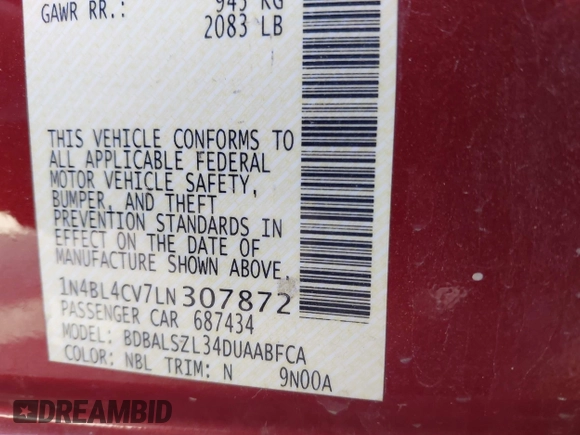 GAWR RR.: 945 KG
2083 LB
THIS VEHICLE CONFORMS TO
ALL APPLICABLE FEDERAL
MOTOR VEHICLE SAFETY,
BUMPER, AND THEFT
PREVENTION STANDARDS IN
EFFECT ON THE DATE OF
MANUFACTURE SHOWN ABOVE.
1N4BL4CV7LN307872
PASSENGER CAR 687434
MODEL: BDBALSZL34DUAABFCA
COLOR: NBL TRIM: N 9N00A
DREAMBID